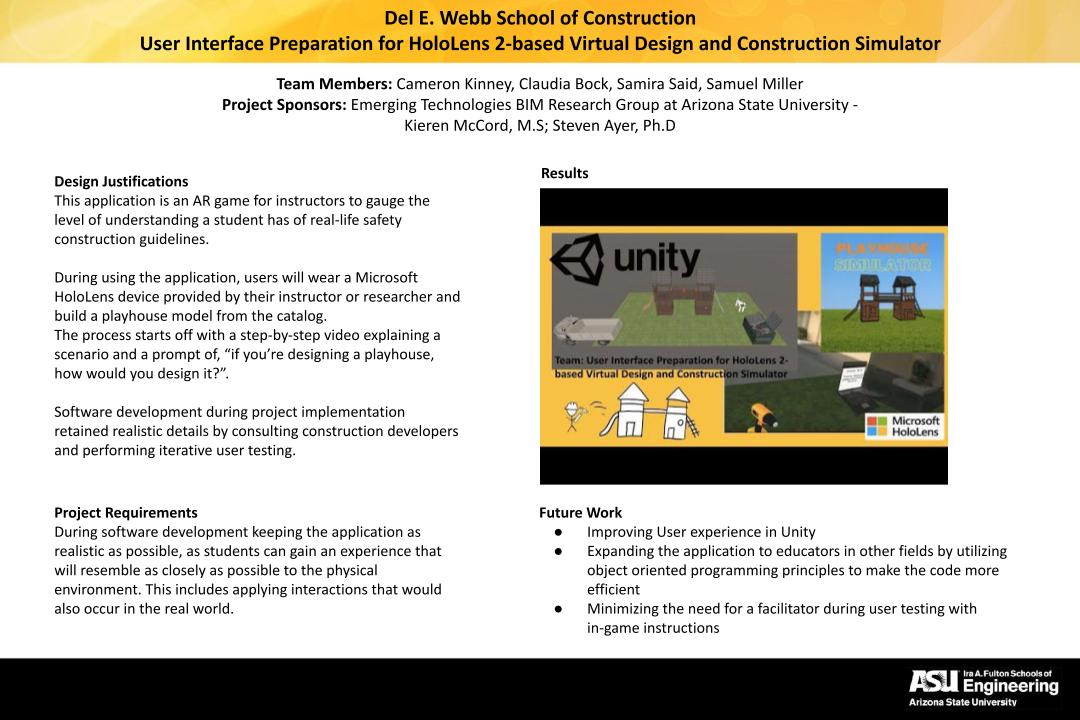 Del E. Webb School of Construction
User Interface Preparation for HoloLens 2-based Virtual Design and Construction Simulator
Team Members: Cameron Kinney, Claudia Bock, Samira Said, Samuel Miller
Project Sponsors: Emerging Technologies BIM Research Group at Arizona State University -
Kieren McCord, M.S; Steven Ayer, Ph.D
Design Justifications
This application is an AR game for instructors to gauge the
level of understanding a student has of real-life safety
construction guidelines.
During using the application, users will wear a Microsoft
HoloLens device provided by their instructor or researcher and
build a playhouse model from the catalog.
The process starts off with a step-by-step video explaining a
scenario and a prompt of, “if you’re designing a playhouse,
how would you design it?”.
Software development during project implementation
retained realistic details by consulting construction developers
and performing iterative user testing.
Project Requirements
During software development keeping the application as
realistic as possible, as students can gain an experience that
will resemble as closely as possible to the physical
environment. This includes applying interactions that would
also occur in the real world.
Results
unity
PLAYHOUSE
SIMULATOR
Team: User Interface Preparation for HoloLens 2-
based Virtual Design and Construction Simulator
Microsoft
HoloLens
Future Work
● Improving User experience in Unity
● Expanding the application to educators in other fields by utilizing
object oriented programming principles to make the code more
efficient
● Minimizing the need for a facilitator during user testing with
in-game instructions
ASU Ira A. Fulton Schools of
Engineering
Arizona State University